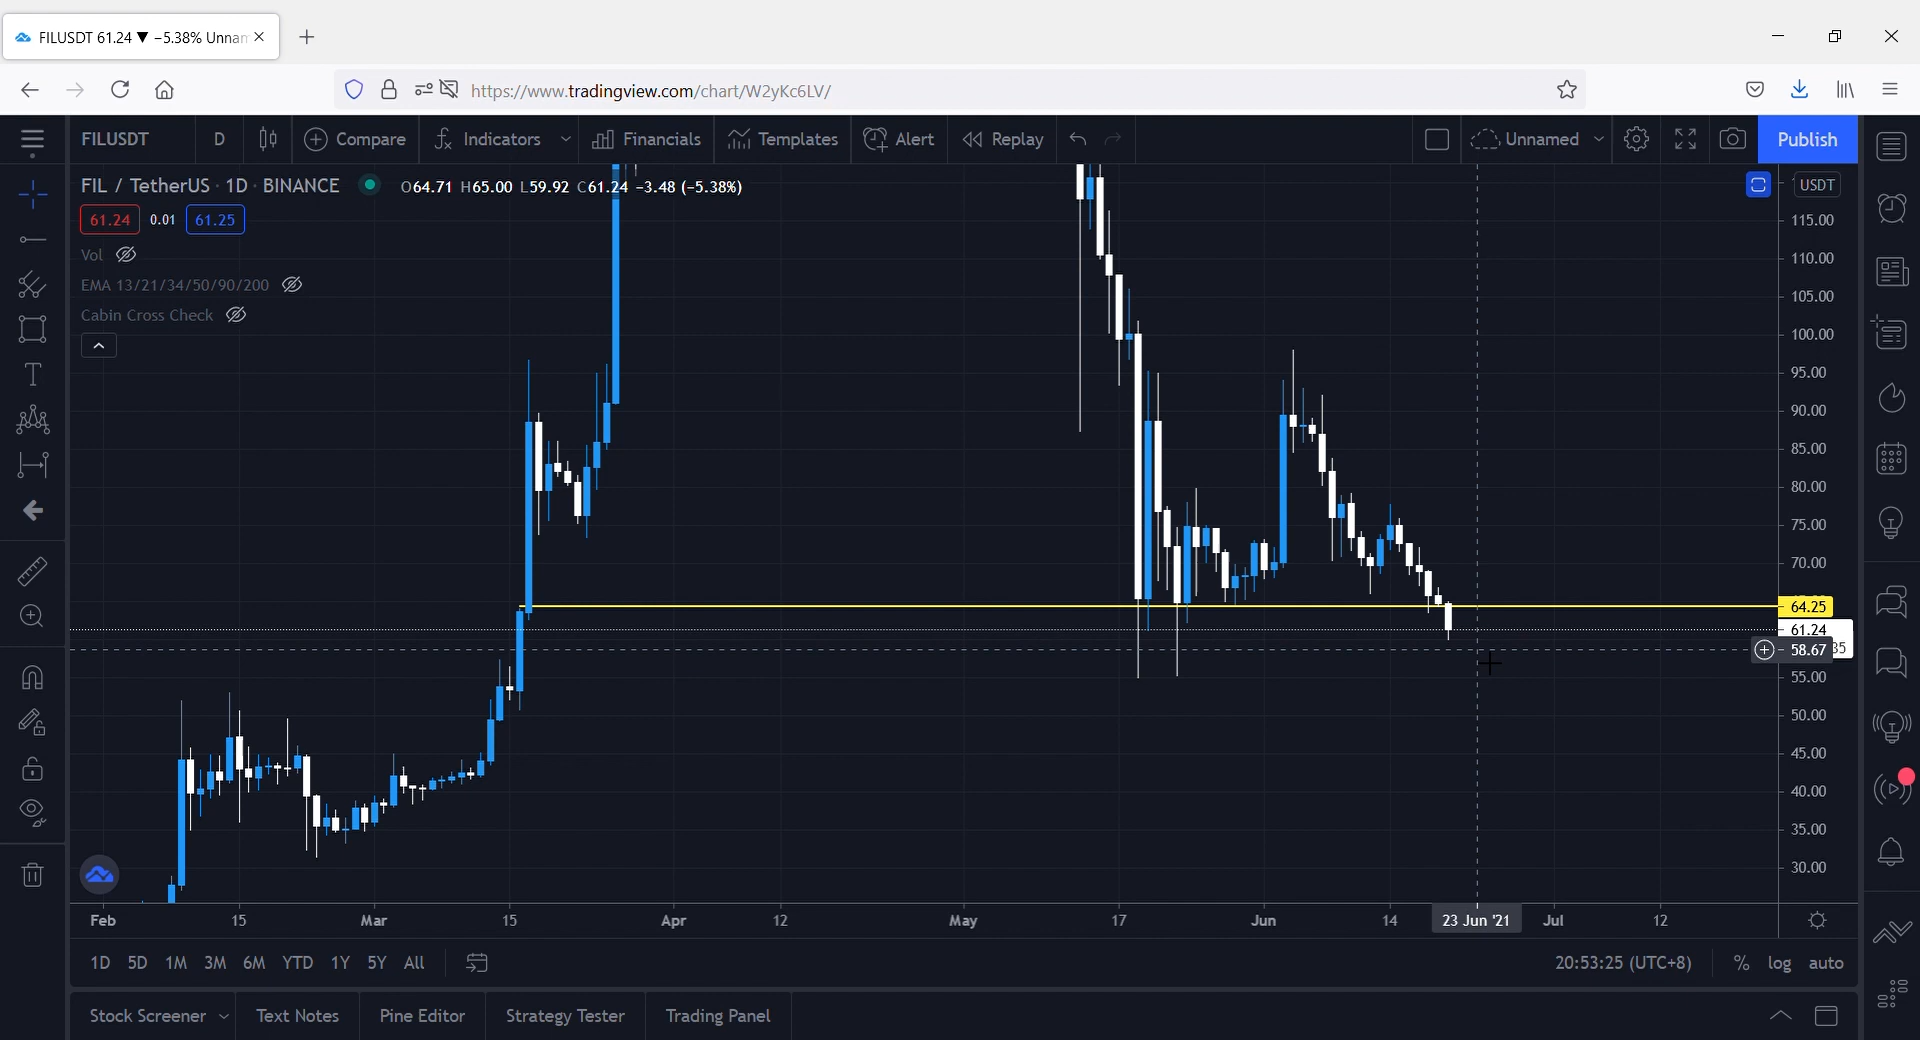 FILUSDT 61.24 ▼ −5.38% Unnam
https://www.tradingview.com/chart/W2yKc6LV/
FILUSDT D Compare Indicators Financials Templates Alert Replay Unnamed Publish
FIL / TetherUS · 1D · BINANCE O64.71 H65.00 L59.92 C61.24 −3.48 (−5.38%) USDT
61.24 0.01 61.25
Vol
EMA 13/21/34/50/90/200
Cabin Cross Check
115.00
110.00
105.00
100.00
95.00
90.00
85.00
80.00
75.00
70.00
64.25
61.24
58.67 35
55.00
50.00
45.00
40.00
35.00
30.00
Feb 15 Mar 15 Apr 12 May 17 Jun 14 23 Jun '21 Jul 12
1D 5D 1M 3M 6M YTD 1Y 5Y All 20:53:25 (UTC+8) % log auto
Stock Screener Text Notes Pine Editor Strategy Tester Trading Panel